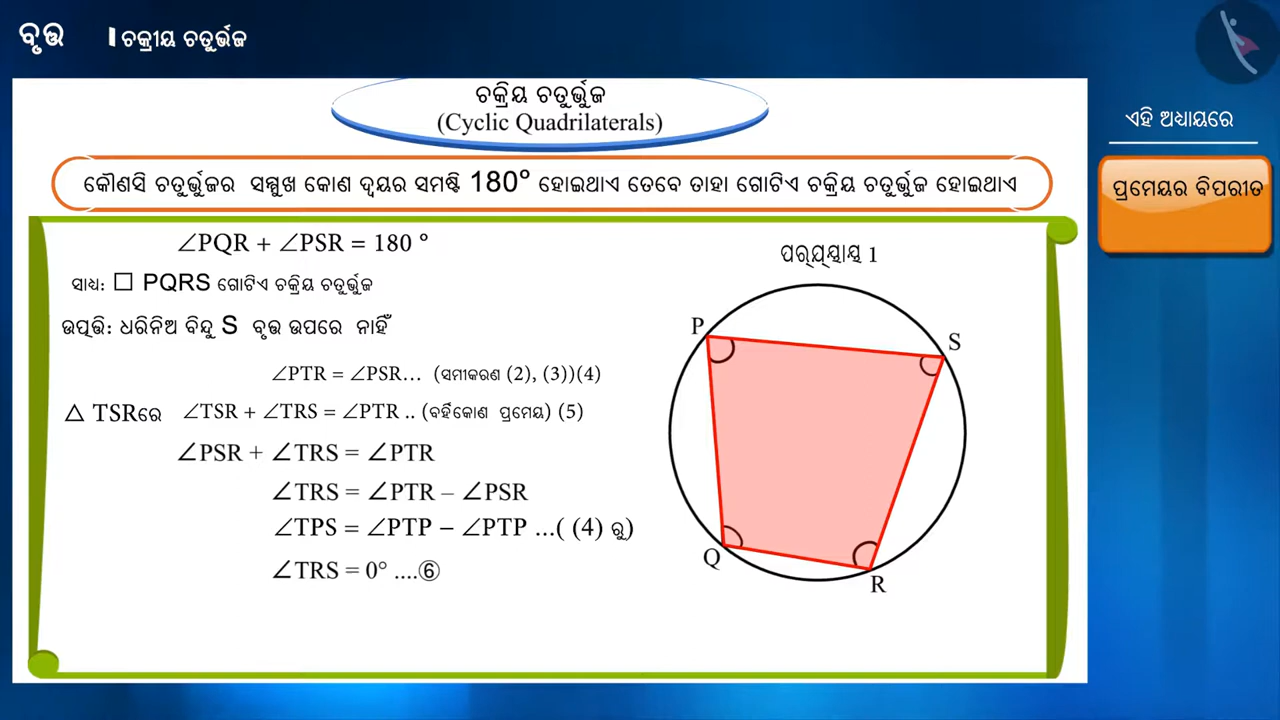 ବୃତ୍ତ
ଚକ୍ରୀୟ ଚତୁର୍ଭୂଜ
ଚକ୍ରିୟ ଚତୁର୍ଭୁଜ
(Cyclic Quadrilaterals)
ଏହି ଅଧ୍ୟାୟରେ
ପ୍ରମେୟର ବିପରୀତ
କୌଣସି ଚତୁର୍ଭୁଜର ସମ୍ମୁଖ କୋଣ ଦ୍ୱୟର ସମଷ୍ଟି 180° ହୋଇଥାଏ ତେବେ ତାହା ଗୋଟିଏ ଚକ୍ରିୟ ଚତୁର୍ଭୁଜ ହୋଇଥାଏ
∠PQR + ∠PSR = 180 °
ସାଧ୍ୟ: □ PQRS ଗୋଟିଏ ଚକ୍ରିୟ ଚତୁର୍ଭୁଜ
ଉତ୍ପତ୍ତି: ଧରିନିଅ ବିନ୍ଦୁ S ବୃତ୍ତ ଉପରେ ନାହିଁ
∠PTR = ∠PSR... (ସମୀକରଣ (2), (3))(4)
△ TSRରେ ∠TSR + ∠TRS = ∠PTR .. (ବର୍ହିକୋଣ ପ୍ରମେୟ) (5)
∠PSR + ∠TRS = ∠PTR
∠TRS = ∠PTR – ∠PSR
∠TPS = ∠PTP − ∠PTP ...( (4) ରୁ)
∠TRS = 0° ....⑥
1
P
S
Q
R